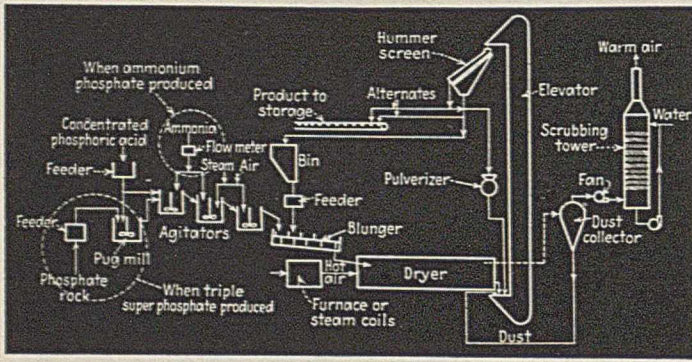 Hummer
screen
Warm air
When ammonium
phosphate produced
Product to
storage
Alternates
Elevator
Water
Concentrated
phosphoric acid
Ammonia
Flow meter
Steam Air
Scrubbing
tower
Feeder
Bin
Pulverizer
Fan
Feeder
Feeder
Agitators
Blunger
Dust
collector
Pug mill
Hot
air
Dryer
Phosphate
rock
When triple
super phosphate produced
Furnace or
steam coils
Dust